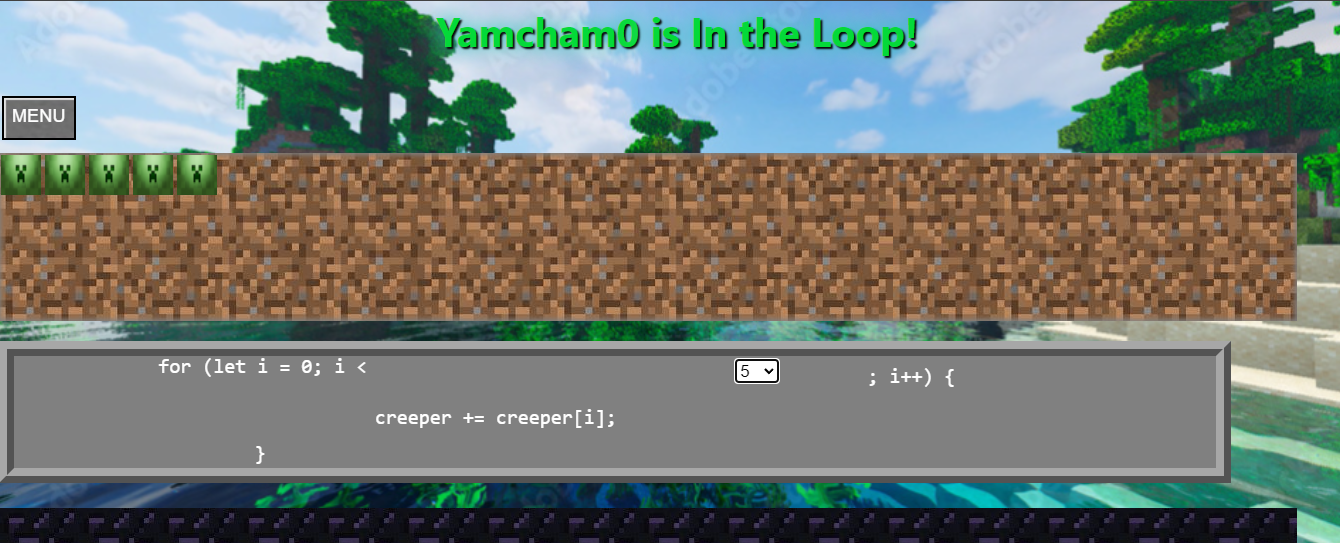 Yamcham0 is In the Loop!
MENU
for (let i = 0; i < 5 ; i++) {
creeper += creeper[i];
}